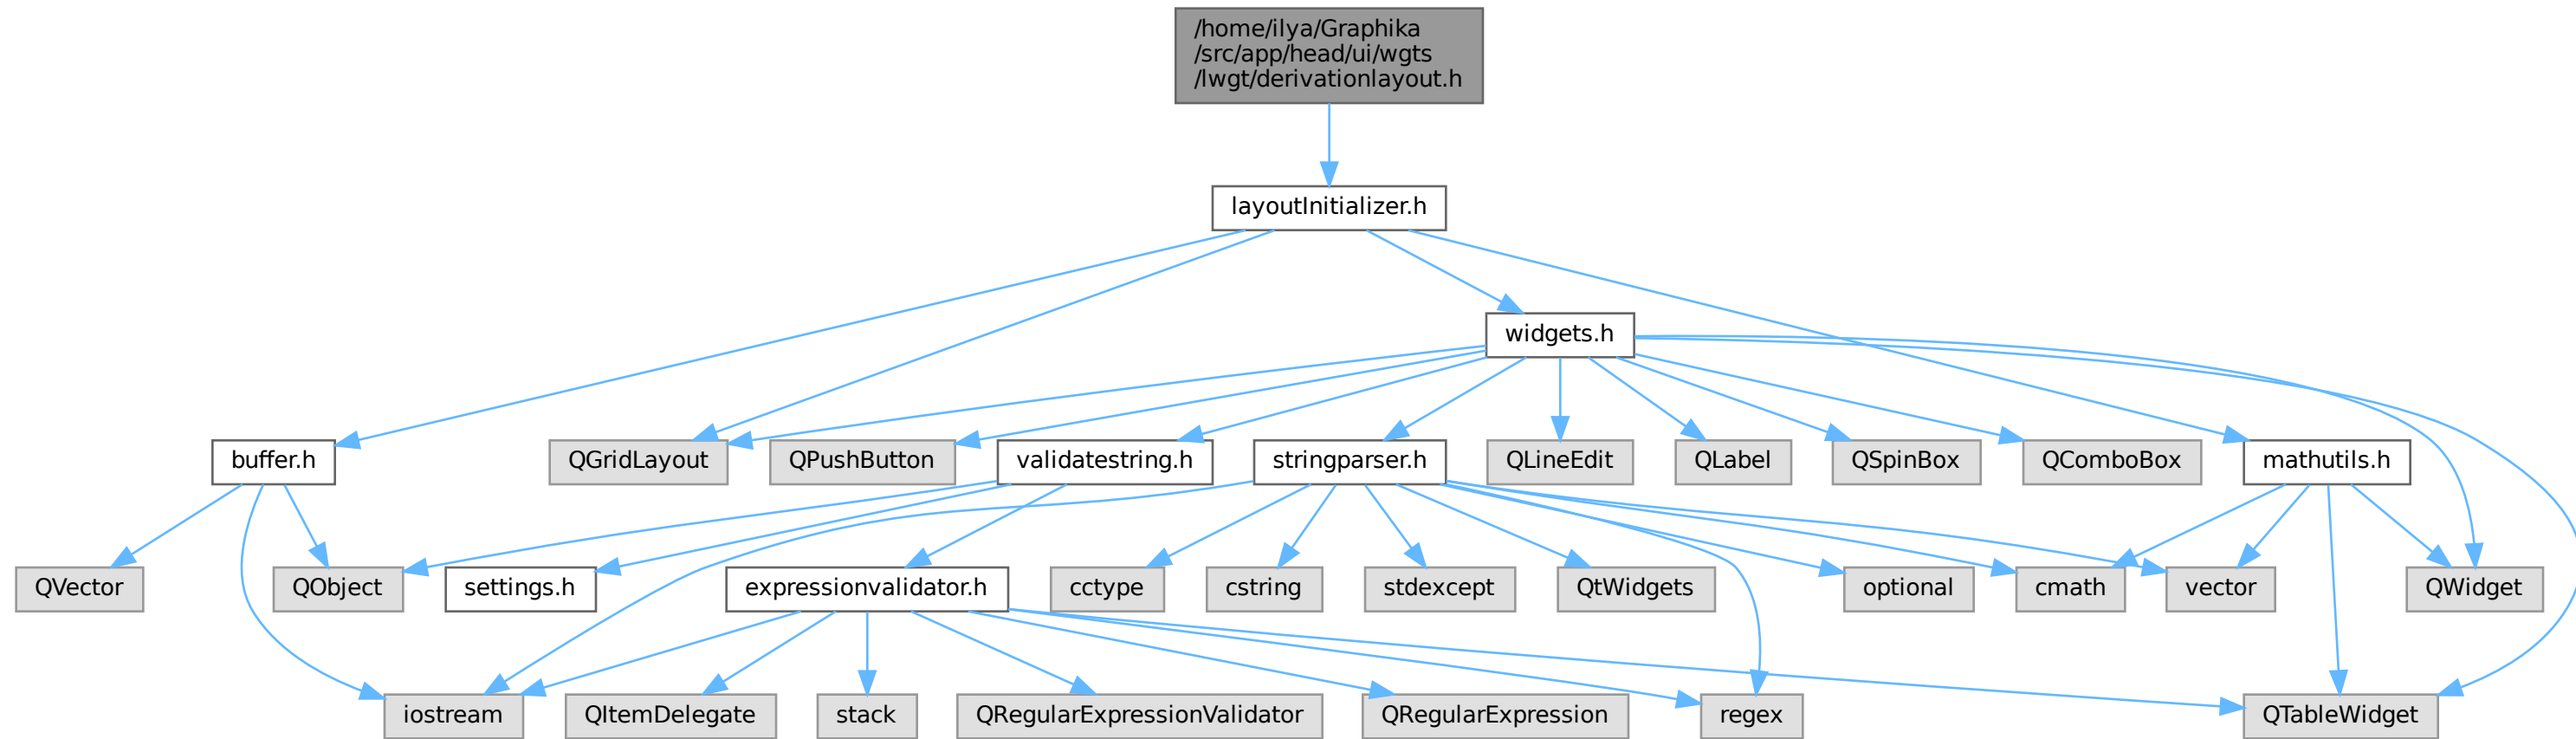 /home/ilya/Graphika
/src/app/head/ui/wgts
/lwgt/derivationlayout.h
layoutInitializer.h
widgets.h
buffer.h
QGridLayout
QPushButton
validatestring.h
stringparser.h
QLineEdit
QLabel
QSpinBox
QComboBox
mathutils.h
QVector
QObject
settings.h
expressionvalidator.h
cctype
cstring
stdexcept
QtWidgets
optional
cmath
vector
QWidget
iostream
QItemDelegate
stack
QRegularExpressionValidator
QRegularExpression
regex
QTableWidget